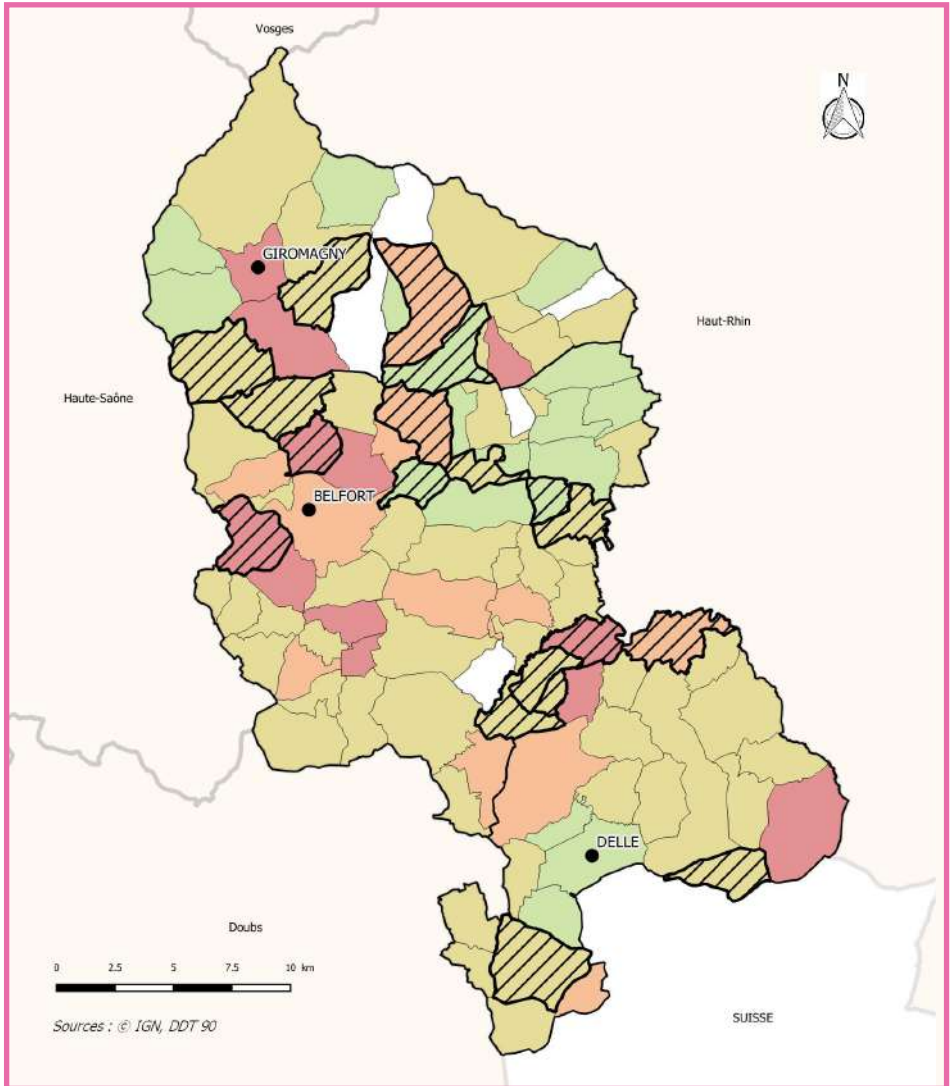 Vosges
N
GIROMAGNY
Haut-Rhin
Haute-Saône
BELFORT
DELLE
Doubs
0 2.5 5 7.5 10 km
SUISSE
Sources : © IGN, DDT 90